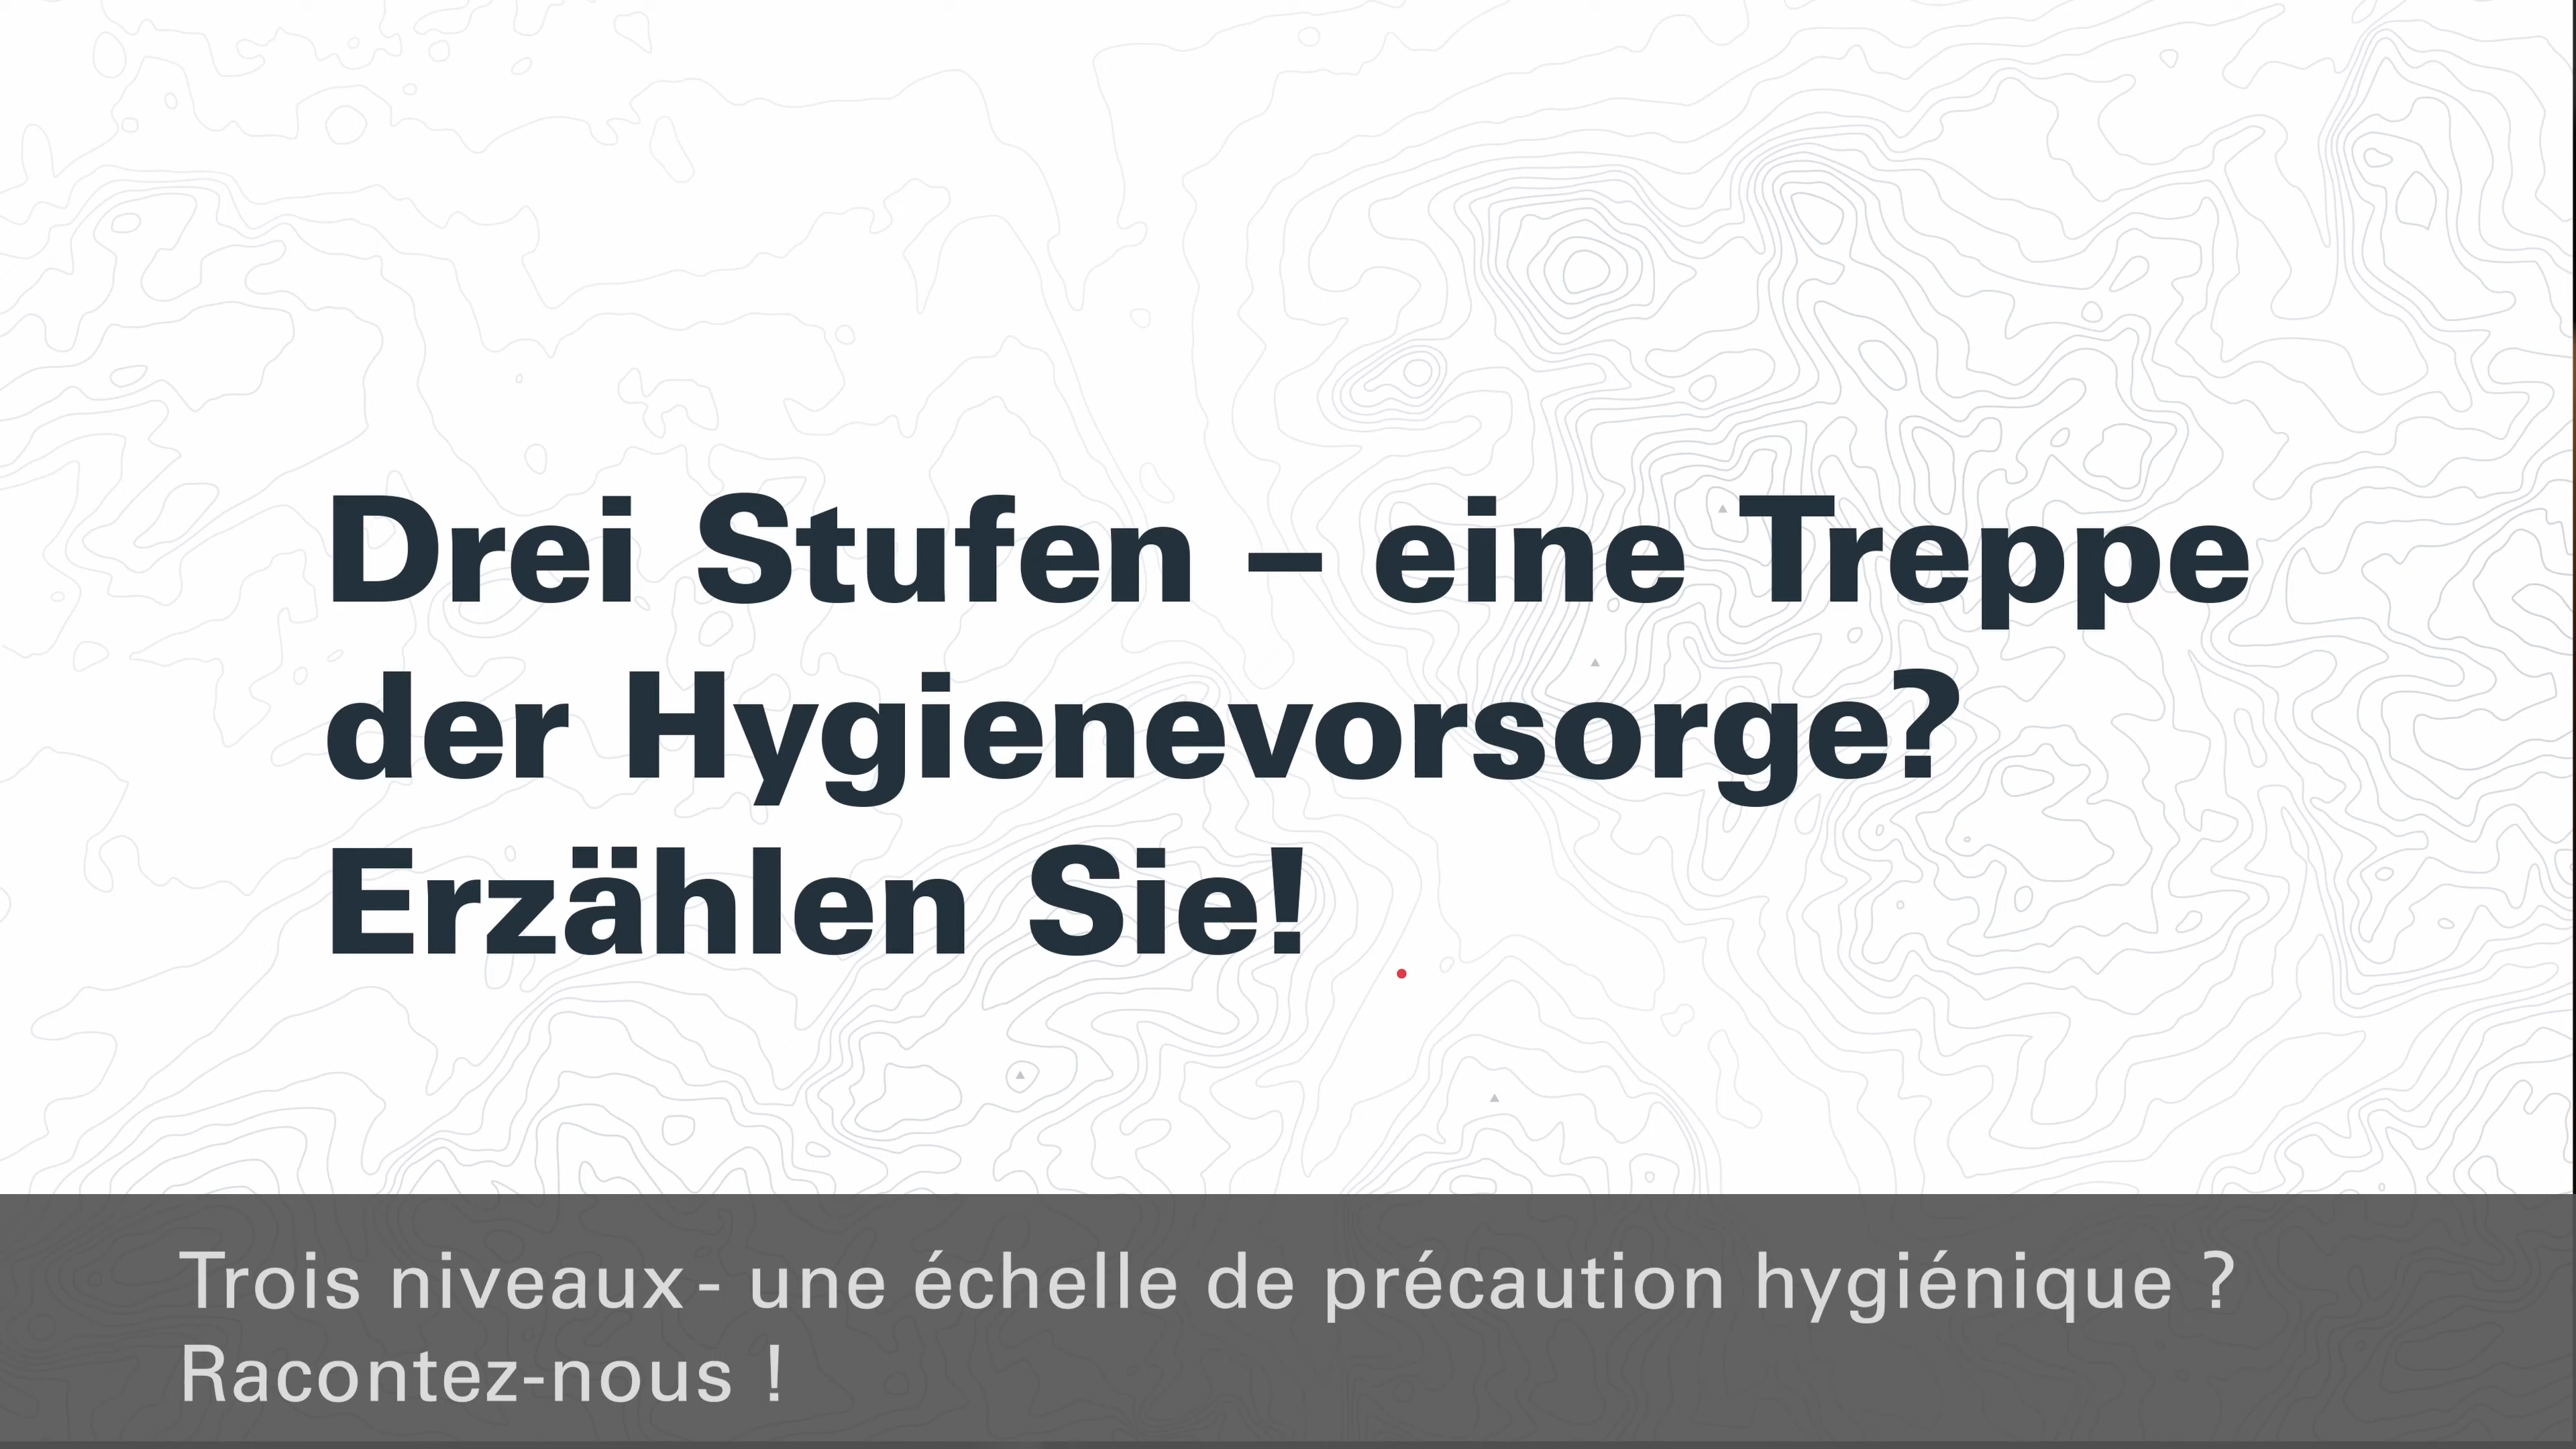 Drei Stufen – eine Treppe
der Hygienevorsorge?
Erzählen Sie!
Trois niveaux- une échelle de précaution hygiénique ?
Racontez-nous !